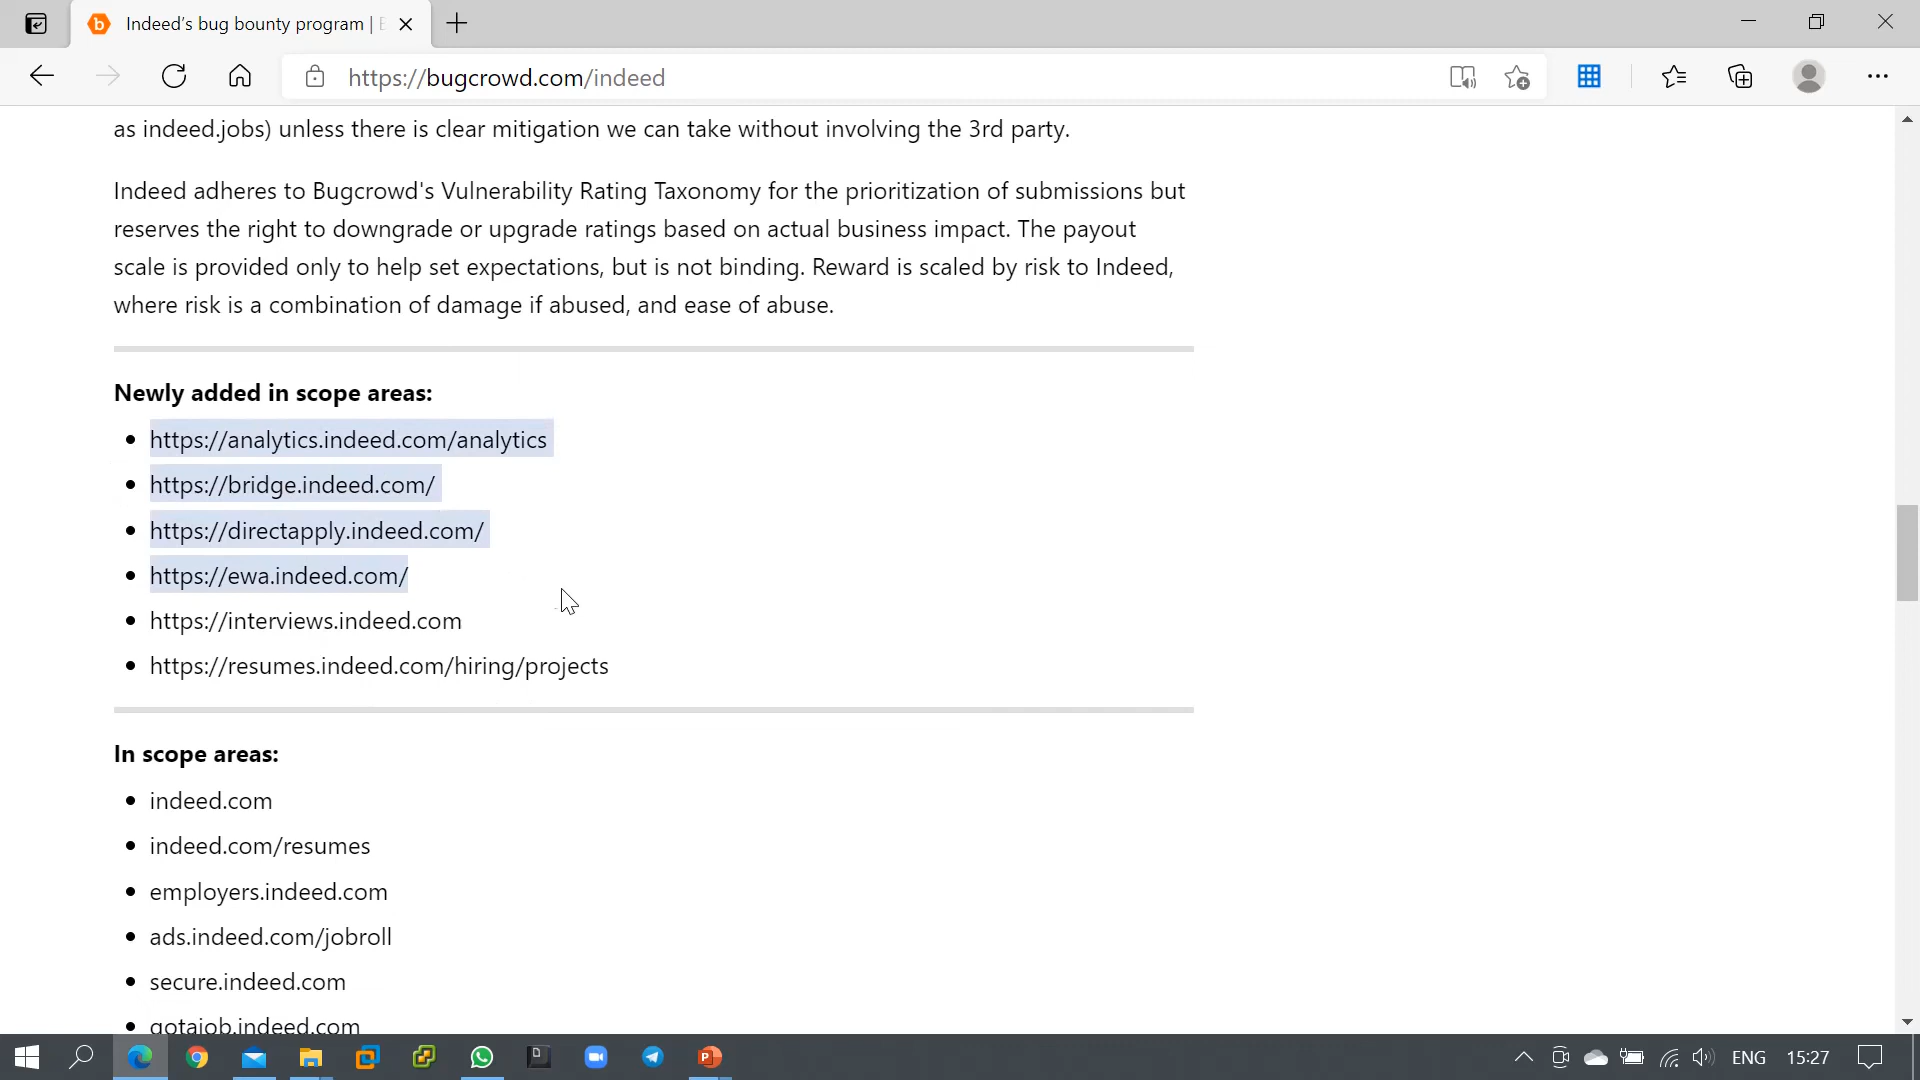 Indeed's bug bounty program |
https://bugcrowd.com/indeed
as indeed.jobs) unless there is clear mitigation we can take without involving the 3rd party.
Indeed adheres to Bugcrowd's Vulnerability Rating Taxonomy for the prioritization of submissions but
reserves the right to downgrade or upgrade ratings based on actual business impact. The payout
scale is provided only to help set expectations, but is not binding. Reward is scaled by risk to Indeed,
where risk is a combination of damage if abused, and ease of abuse.
Newly added in scope areas:
• https://analytics.indeed.com/analytics
• https://bridge.indeed.com/
• https://directapply.indeed.com/
• https://ewa.indeed.com/
• https://interviews.indeed.com
• https://resumes.indeed.com/hiring/projects
In scope areas:
• indeed.com
• indeed.com/resumes
• employers.indeed.com
• ads.indeed.com/jobroll
• secure.indeed.com
• gotajob.indeed.com
ENG 15:27